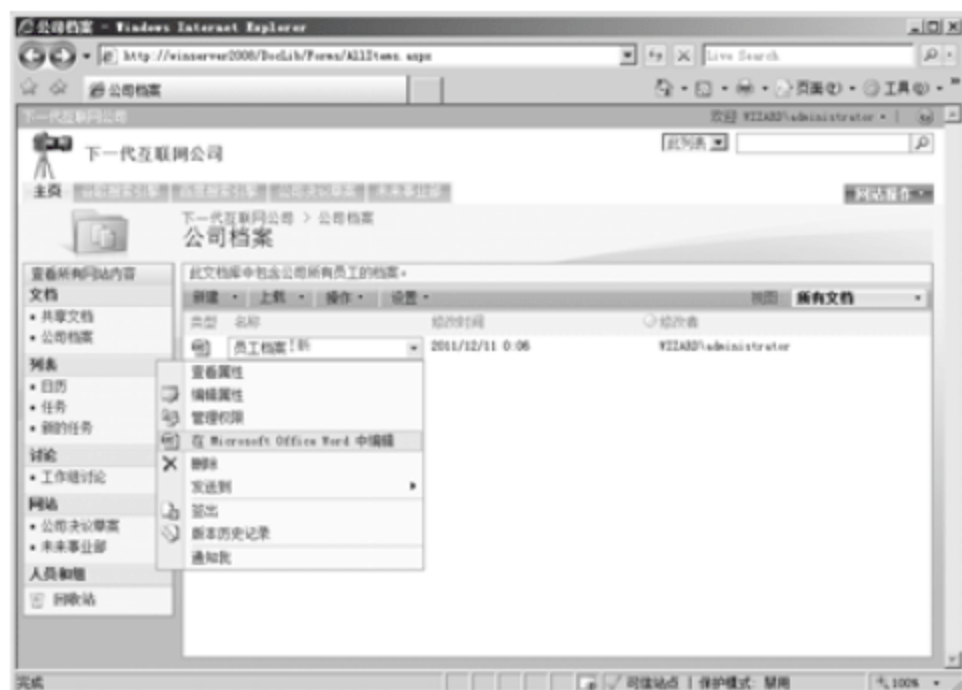 公司档案 - Windows Internet Explorer
http://winserver2008/DocLib/Forms/AllItems.aspx
Live Search
公司档案
页面(P)
工具(O)
下一代互联网公司
欢迎 WIZARD\administrator
下一代互联网公司
此列表
主页
网站操作
下一代互联网公司 > 公司档案
公司档案
查看所有网站内容
此文档库中包含公司所有员工的档案。
文档
新建
上载
操作
设置
视图:
所有文档
共享文档
类型
名称
修改时间
修改者
公司档案
员工档案!新
2011/12/11 0:06
WIZARD\administrator
列表
日历
任务
新的任务
讨论
工作组讨论
网站
公司决议草案
未来事业部
人员和组
回收站
查看属性
编辑属性
管理权限
在 Microsoft Office Word 中编辑
删除
发送到
签出
版本历史记录
通知我
完成
可信站点 | 保护模式: 禁用
100%